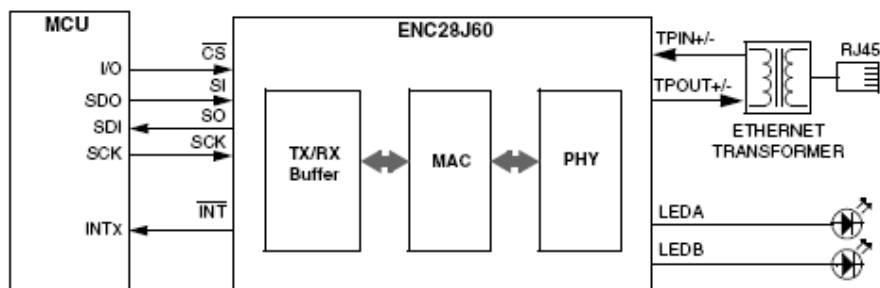 MCU
I/O
SDO
SDI
SCK
INTx
CS
SI
SO
SCK
INT
ENC28J60
TX/RX
Buffer
MAC
PHY
TPIN+/-
TPOUT+/-
LEDA
LEDB
RJ45
ETHERNET
TRANSFORMER